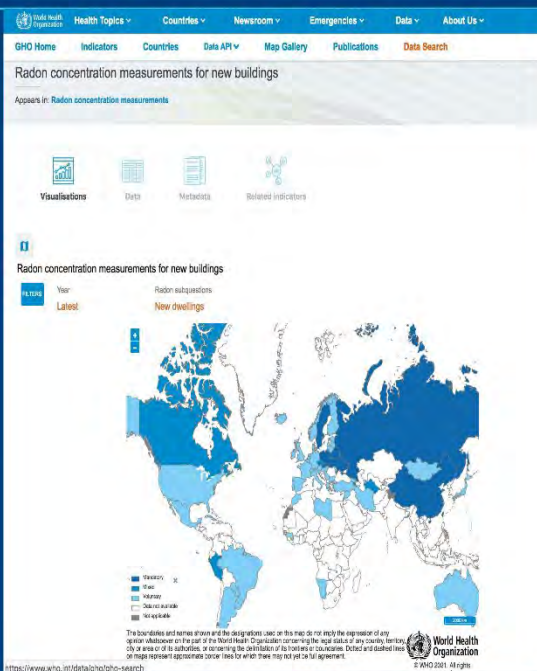 World Health Organization
Health Topics
Countries
Newsroom
Emergencies
Data
About Us
GHO Home
Indicators
Countries
Data API
Map Gallery
Publications
Data Search
Radon concentration measurements for new buildings
Appears in: Radon concentration measurements
Visualisations
Data
Metadata
Related indicators
Radon concentration measurements for new buildings
FILTERS
Year
Latest
Radon subquestions
New dwellings
+
−
Mandatory
Mixed
Voluntary
Data not available
Not applicable
The boundaries and names shown and the designations used on this map do not imply the expression of any
opinion whatsoever on the part of the World Health Organization concerning the legal status of any country, territory,
city or area or of its authorities, or concerning the delimitation of its frontiers or boundaries. Dotted and dashed lines
on maps represent approximate border lines for which there may not yet be full agreement.
World Health
Organization
© WHO 2021. All rights
https://www.who.int/data/gho/gho-search